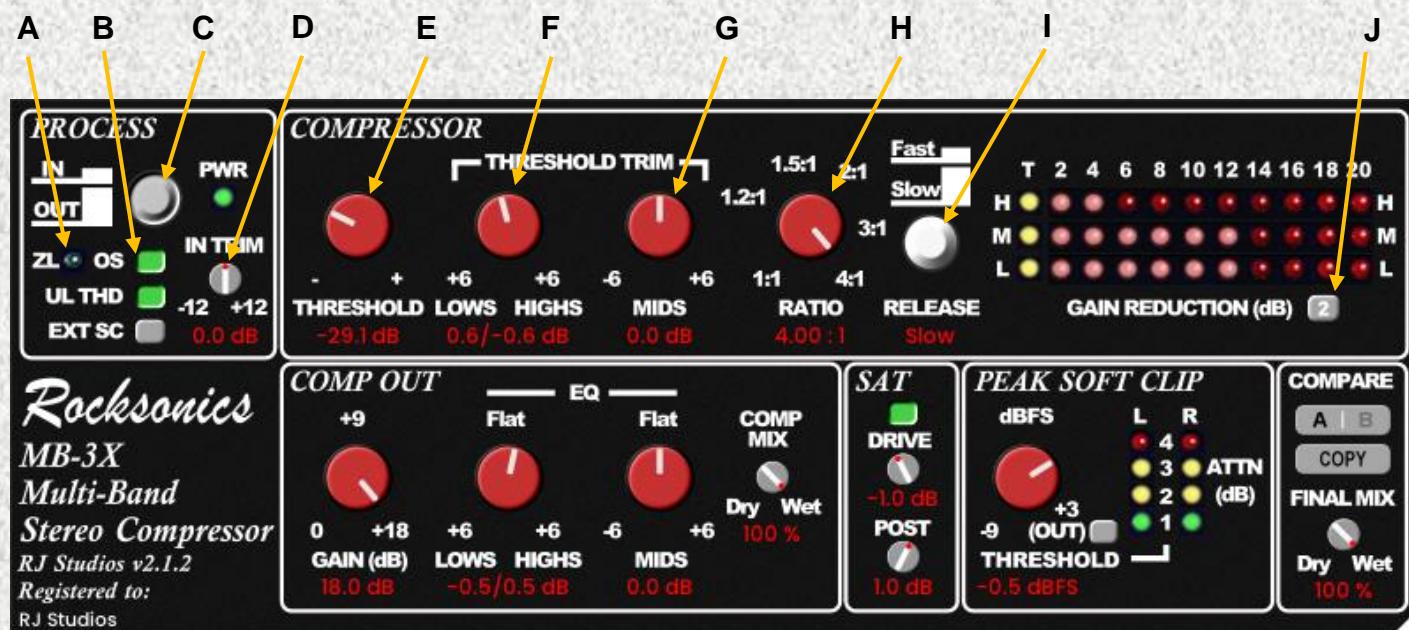 A B C D E F G H I J
PROCESS
IN
OUT
PWR
ZL OS
IN TRIM
UL THD
-12 +12
EXT SC
0.0 dB
COMPRESSOR
THRESHOLD TRIM
1.5:1 2:1
1.2:1 3:1
1:1 4:1
Fast
Slow
- +
+6 +6
-6 +6
THRESHOLD LOWS HIGHS MIDS RATIO RELEASE
-29.1 dB 0.6/-0.6 dB 0.0 dB 4.00 : 1 Slow
T 2 4 6 8 10 12 14 16 18 20
H H
M M
L L
GAIN REDUCTION (dB) 2
Rocksonics
MB-3X
Multi-Band
Stereo Compressor
RJ Studios v2.1.2
Registered to:
RJ Studios
COMP OUT
EQ
+9 Flat Flat
0 +18 +6 +6 -6 +6
GAIN (dB) LOWS HIGHS MIDS
18.0 dB -0.5/0.5 dB 0.0 dB
COMP
MIX
Dry Wet
100 %
SAT
DRIVE
-1.0 dB
POST
1.0 dB
PEAK SOFT CLIP
dBFS
L R
4
3 ATTN
2 (dB)
1
+3
-9 (OUT)
THRESHOLD
-0.5 dBFS
COMPARE
A | B
COPY
FINAL MIX
Dry Wet
100 %